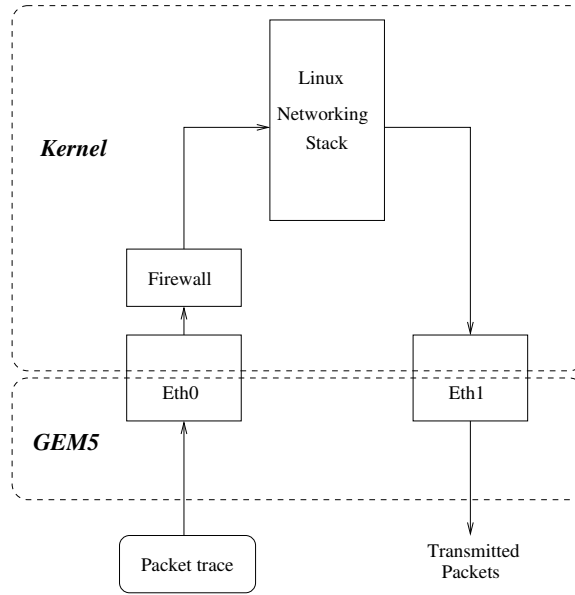 Linux
Networking
Stack
Kernel
Firewall
Eth0
Eth1
GEM5
Packet trace
Transmitted
Packets